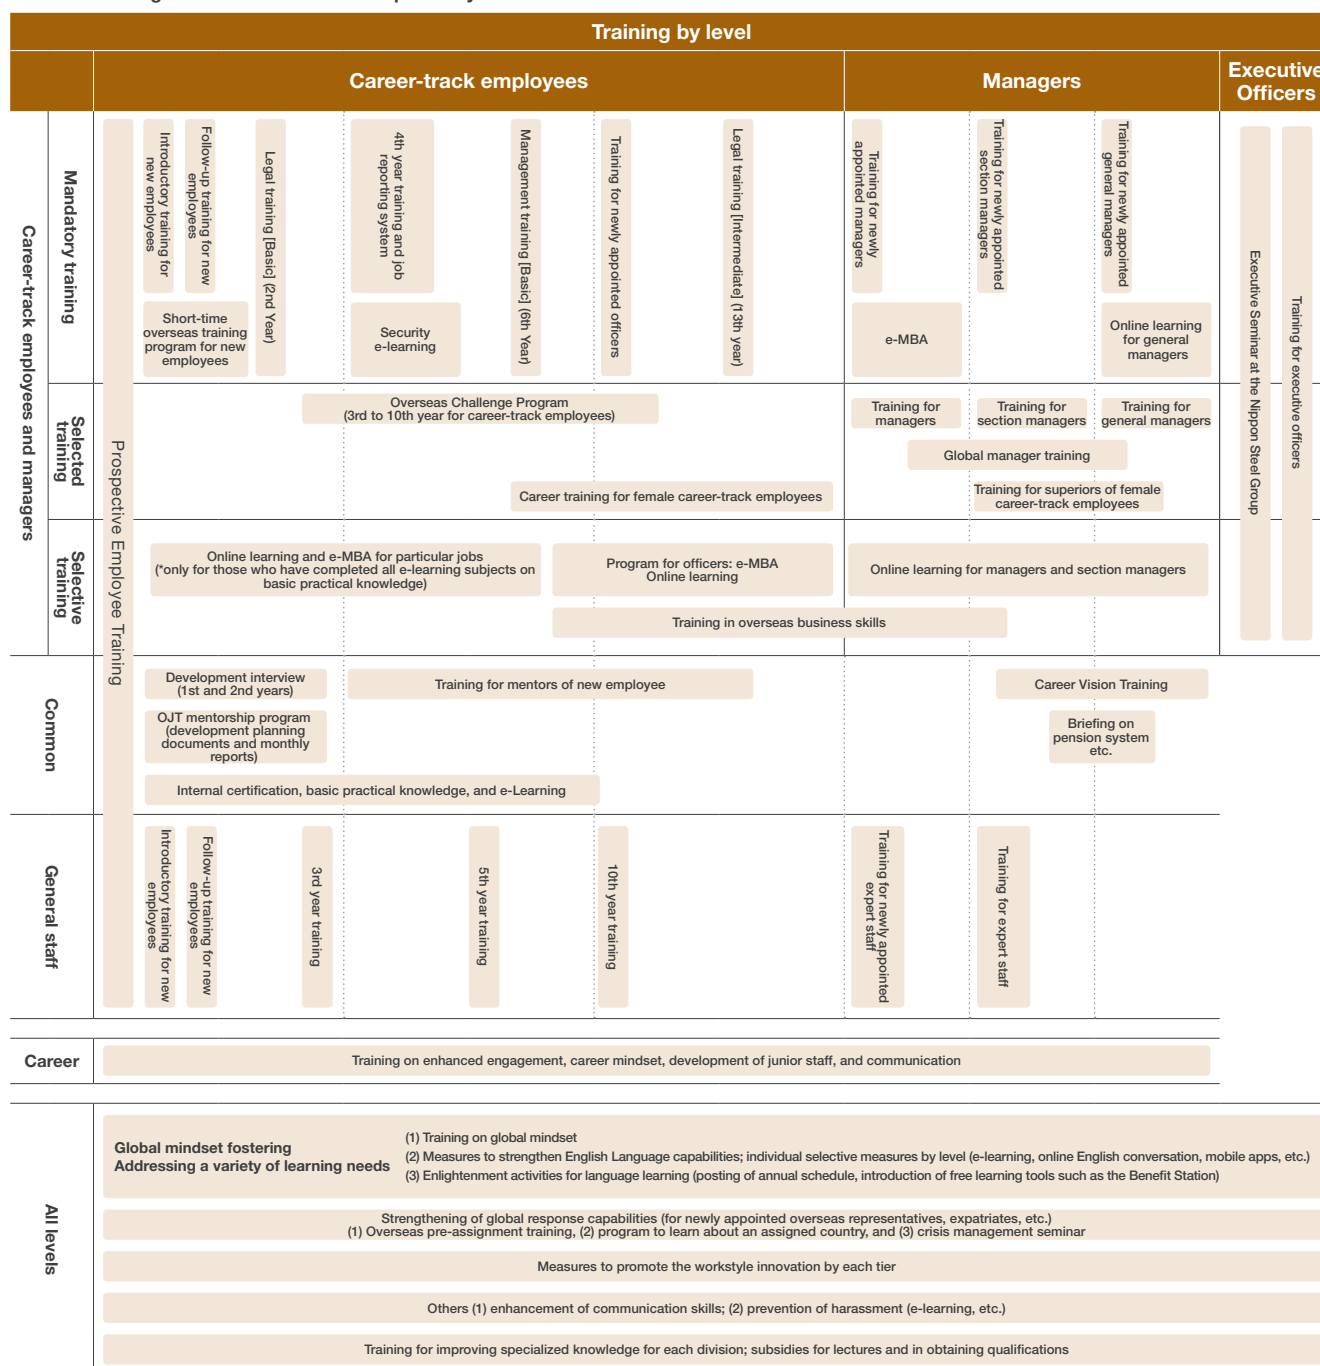 Training by level
Career-track employees
Managers
Executive
Officers
Career-track employees and managers
Mandatory training
Prospective Employee Training
Introductory training for
new employees
Follow-up training for new
employees
Legal training [Basic] (2nd Year)
4th year training and job
reporting system
Management training [Basic] (6th Year)
Training for newly appointed officers
Legal training [Intermediate] (13th year)
Training for newly
appointed managers
Training for newly appointed
section managers
Training for newly appointed
general managers
Executive Seminar at the Nippon Steel Group
Training for executive officers
Short-time
overseas training
program for new
employees
Security
e-learning
e-MBA
Online learning
for general
managers
Selected
training
Overseas Challenge Program
(3rd to 10th year for career-track employees)
Training for
managers
Training for
section managers
Training for
general managers
Global manager training
Career training for female career-track employees
Training for superiors of female
career-track employees
Selective
training
Online learning and e-MBA for particular jobs
(*only for those who have completed all e-learning subjects on
basic practical knowledge)
Program for officers: e-MBA
Online learning
Online learning for managers and section managers
Training in overseas business skills
Common
Development interview
(1st and 2nd years)
Training for mentors of new employee
Career Vision Training
OJT mentorship program
(development planning
documents and monthly
reports)
Briefing on
pension system
etc.
Internal certification, basic practical knowledge, and e-Learning
General staff
Introductory training for new
employees
Follow-up training for new
employees
3rd year training
5th year training
10th year training
Training for newly appointed
expert staff
Training for expert staff
Career
Training on enhanced engagement, career mindset, development of junior staff, and communication
All levels
Global mindset fostering
Addressing a variety of learning needs
(1) Training on global mindset
(2) Measures to strengthen English Language capabilities; individual selective measures by level (e-learning, online English conversation, mobile apps, etc.)
(3) Enlightenment activities for language learning (posting of annual schedule, introduction of free learning tools such as the Benefit Station)
Strengthening of global response capabilities (for newly appointed overseas representatives, expatriates, etc.)
(1) Overseas pre-assignment training, (2) program to learn about an assigned country, and (3) crisis management seminar
Measures to promote the workstyle innovation by each tier
Others (1) enhancement of communication skills; (2) prevention of harassment (e-learning, etc.)
Training for improving specialized knowledge for each division; subsidies for lectures and in obtaining qualifications